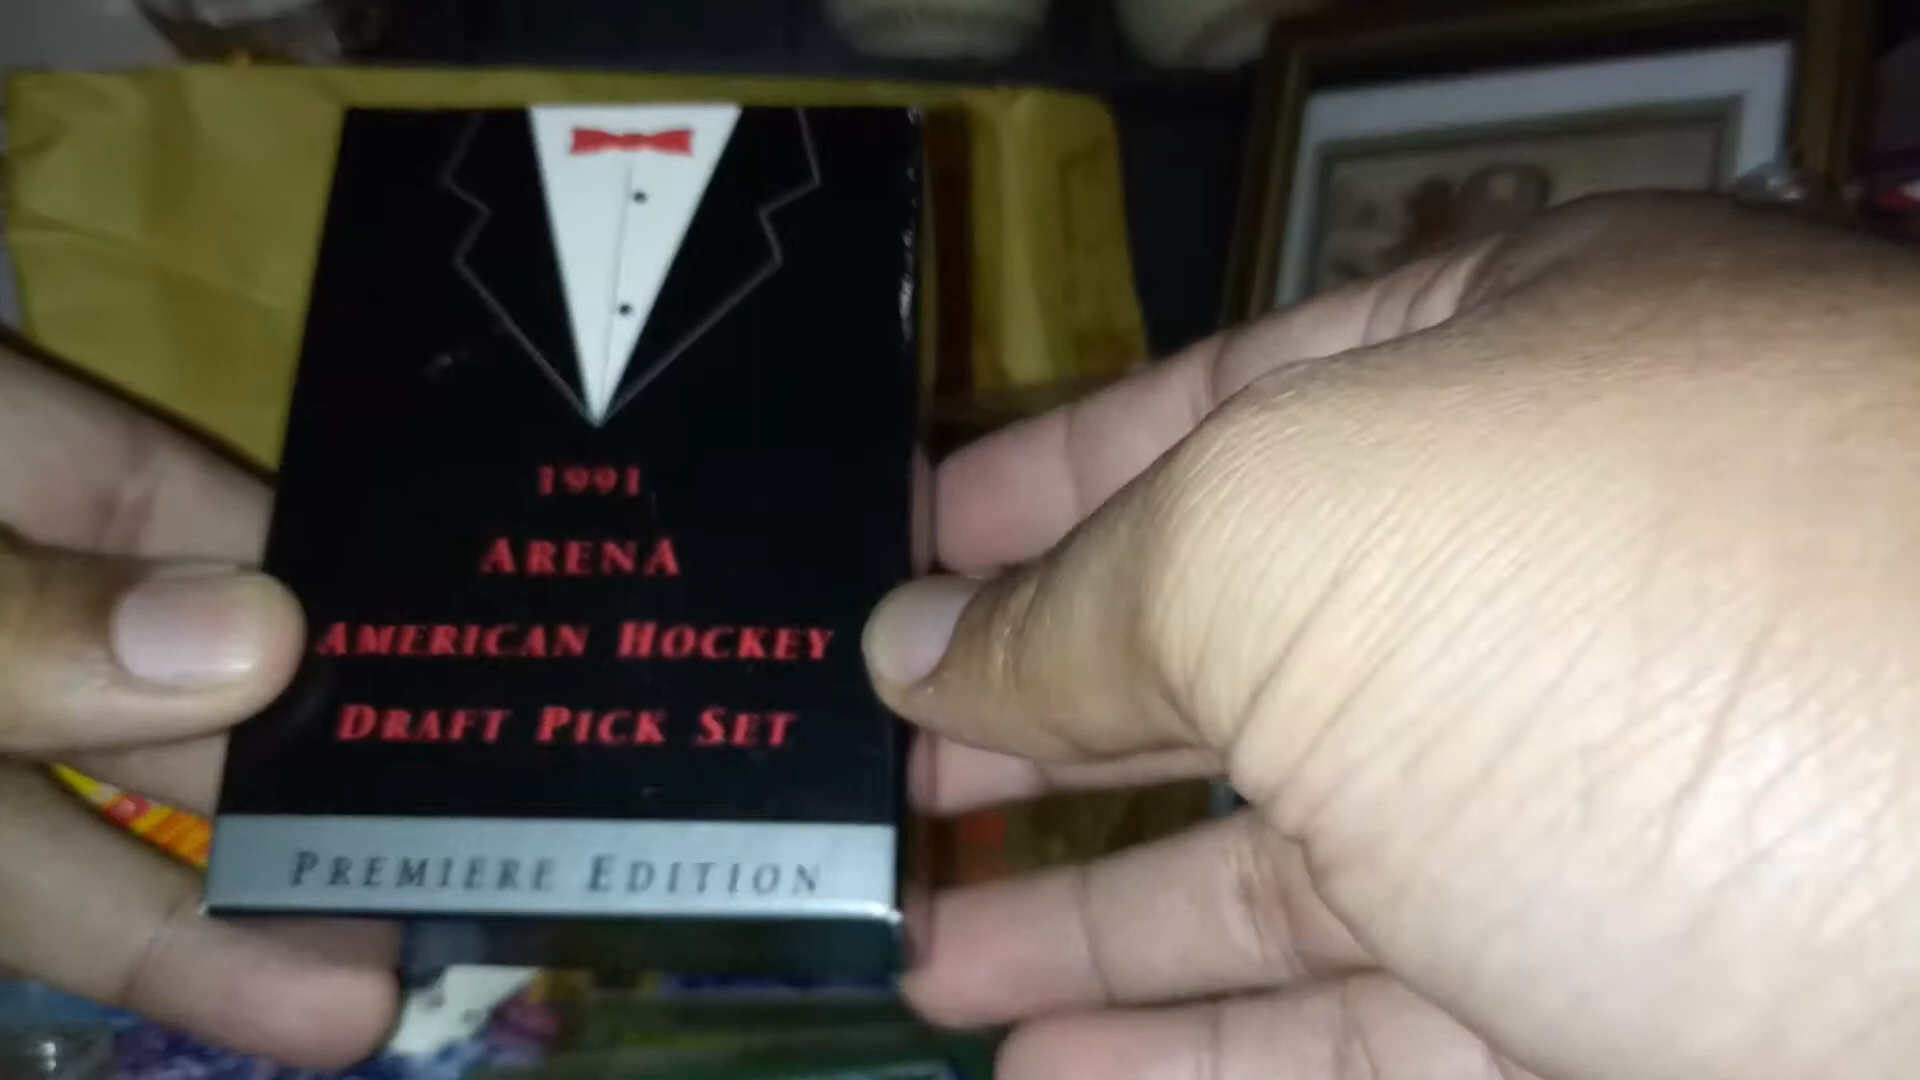 1991
ARENA
AMERICAN HOCKEY
DRAFT PICK SET
PREMIERE EDITION